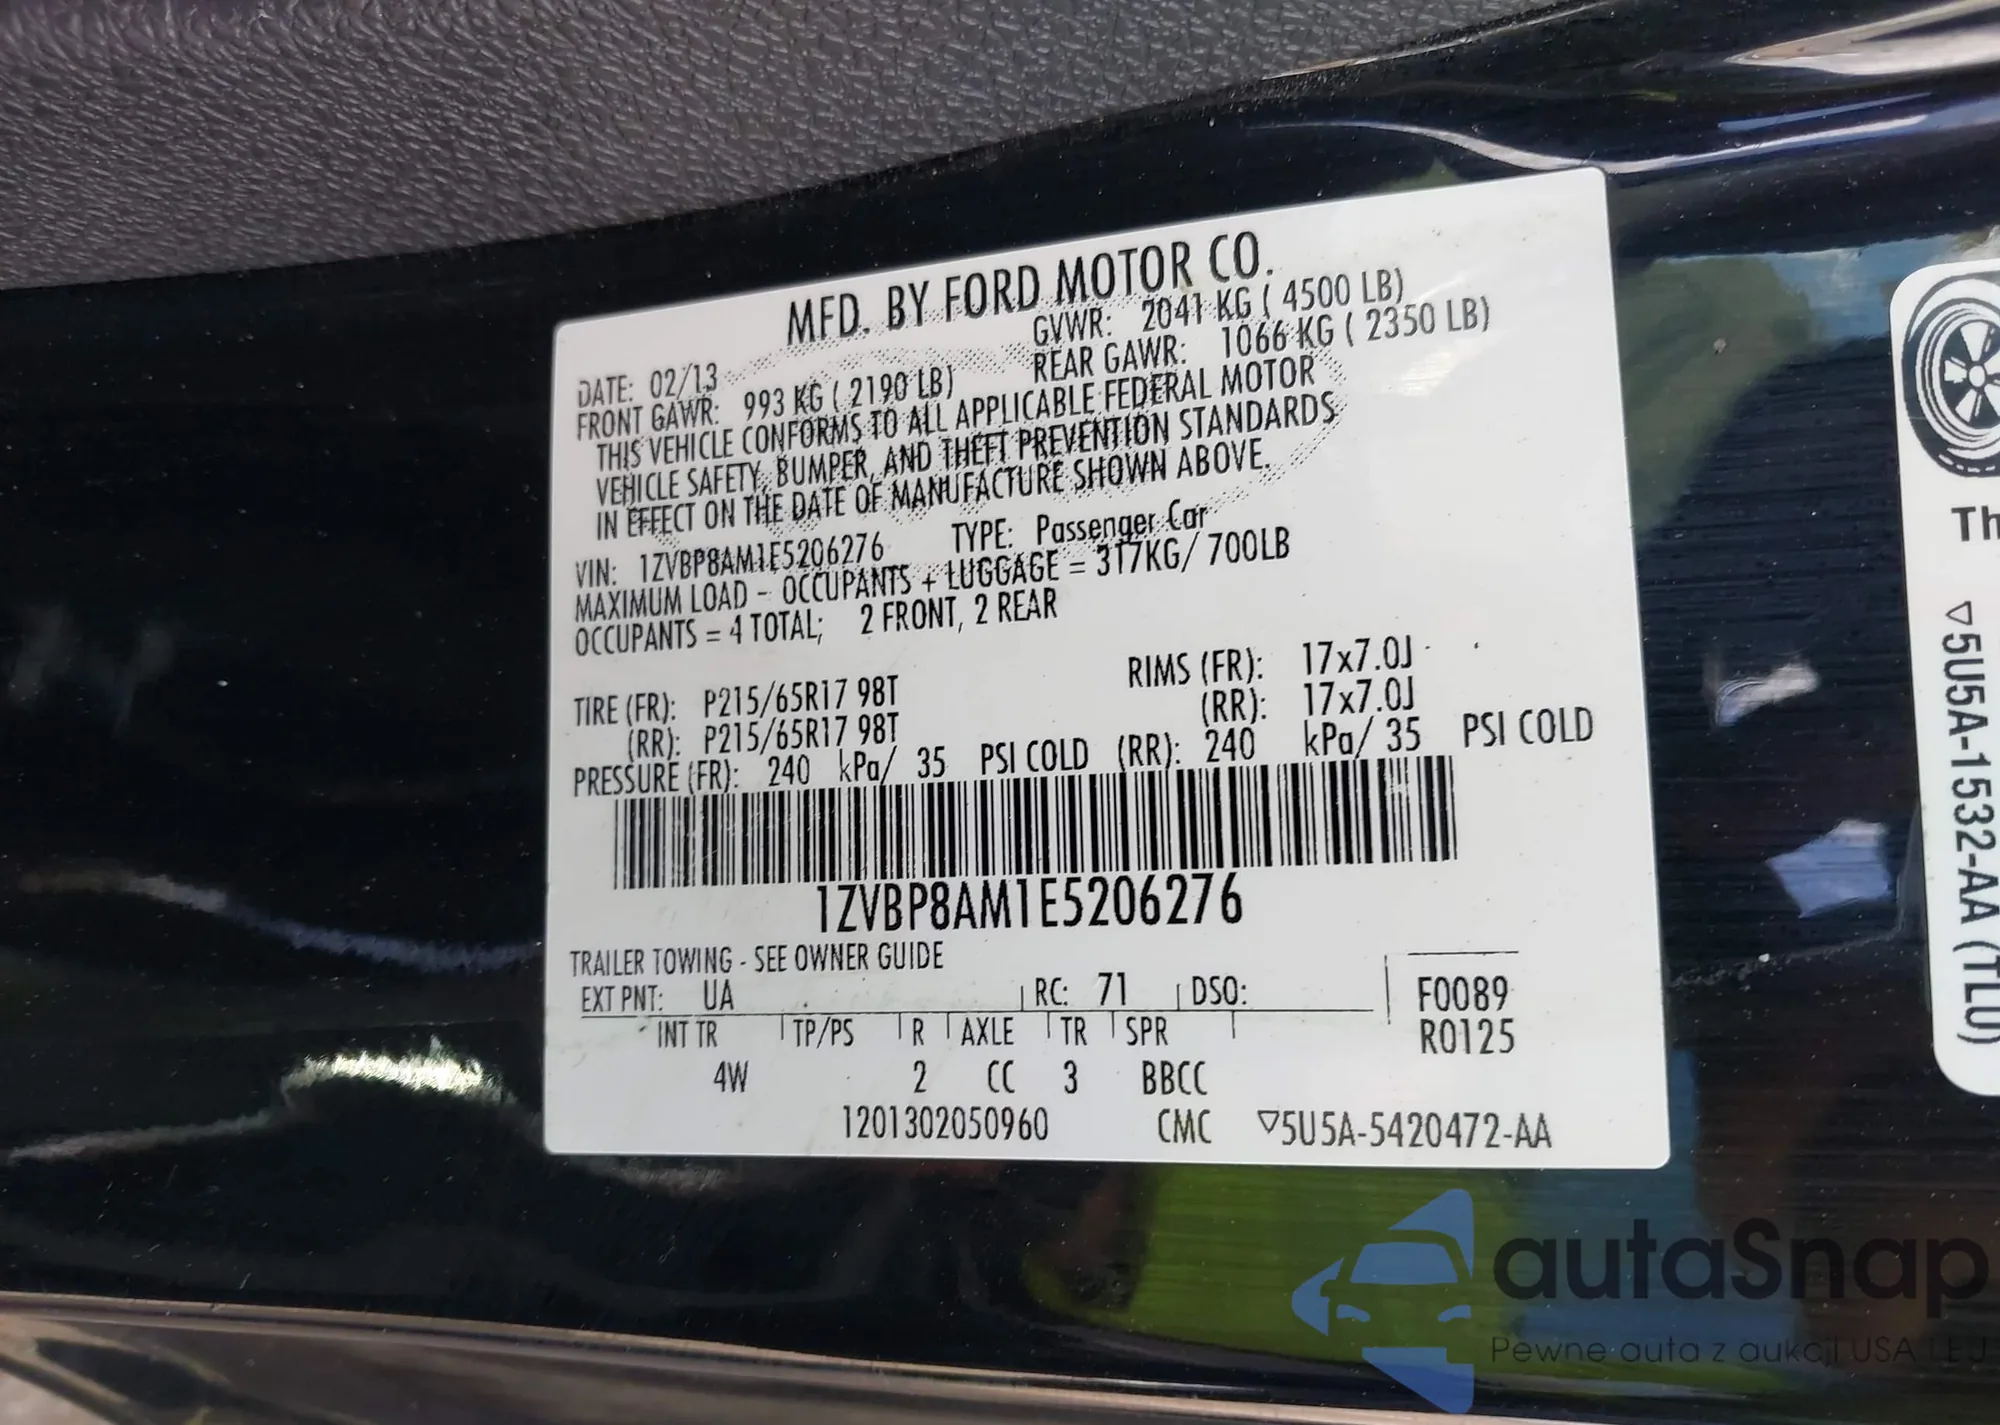 MFD. BY FORD MOTOR CO.
DATE: 02/13 GVWR: 2041 KG ( 4500 LB)
FRONT GAWR: 993 KG ( 2190 LB) REAR GAWR: 1066 KG ( 2350 LB)
THIS VEHICLE CONFORMS TO ALL APPLICABLE FEDERAL MOTOR
VEHICLE SAFETY, BUMPER, AND THEFT PREVENTION STANDARDS
IN EFFECT ON THE DATE OF MANUFACTURE SHOWN ABOVE.
VIN: 1ZVBP8AM1E5206276 TYPE: Passenger Car
MAXIMUM LOAD - OCCUPANTS + LUGGAGE = 317KG/ 700LB
OCCUPANTS = 4 TOTAL; 2 FRONT, 2 REAR
TIRE (FR): P215/65R17 98T RIMS (FR): 17x7.0J
(RR): P215/65R17 98T (RR): 17x7.0J
PRESSURE (FR): 240 kPa/ 35 PSI COLD (RR): 240 kPa/ 35 PSI COLD
1ZVBP8AM1E5206276
TRAILER TOWING - SEE OWNER GUIDE
EXT PNT: UA RC: 71 DSO: F0089
INT TR TP/PS R AXLE TR SPR R0125
4W 2 CC 3 BBCC
1201302050960 CMC ▽5U5A-5420472-AA
Th
▽5U5A-1532-AA (TLU)
autaSnap
Pewne auta z aukcji USA I EJ